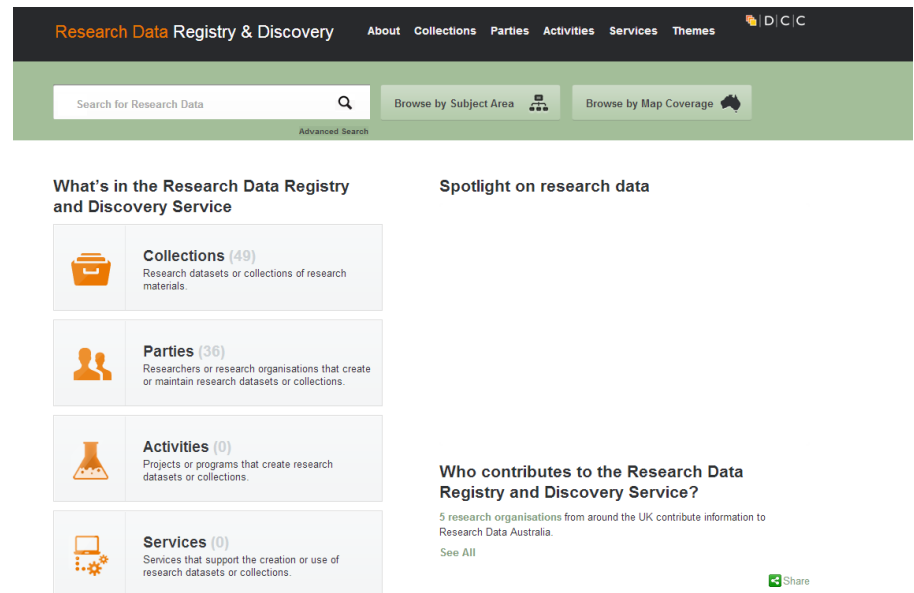 Research Data Registry & Discovery
About Collections Parties Activities Services Themes
D|C|C
Search for Research Data
Browse by Subject Area
Browse by Map Coverage
Advanced Search
What's in the Research Data Registry
and Discovery Service
Collections (49)
Research datasets or collections of research
materials.
Parties (36)
Researchers or research organisations that create
or maintain research datasets or collections.
Activities (0)
Projects or programs that create research
datasets or collections.
Services (0)
Services that support the creation or use of
research datasets or collections.
Spotlight on research data
Who contributes to the Research Data
Registry and Discovery Service?
5 research organisations from around the UK contribute information to
Research Data Australia.
See All
Share